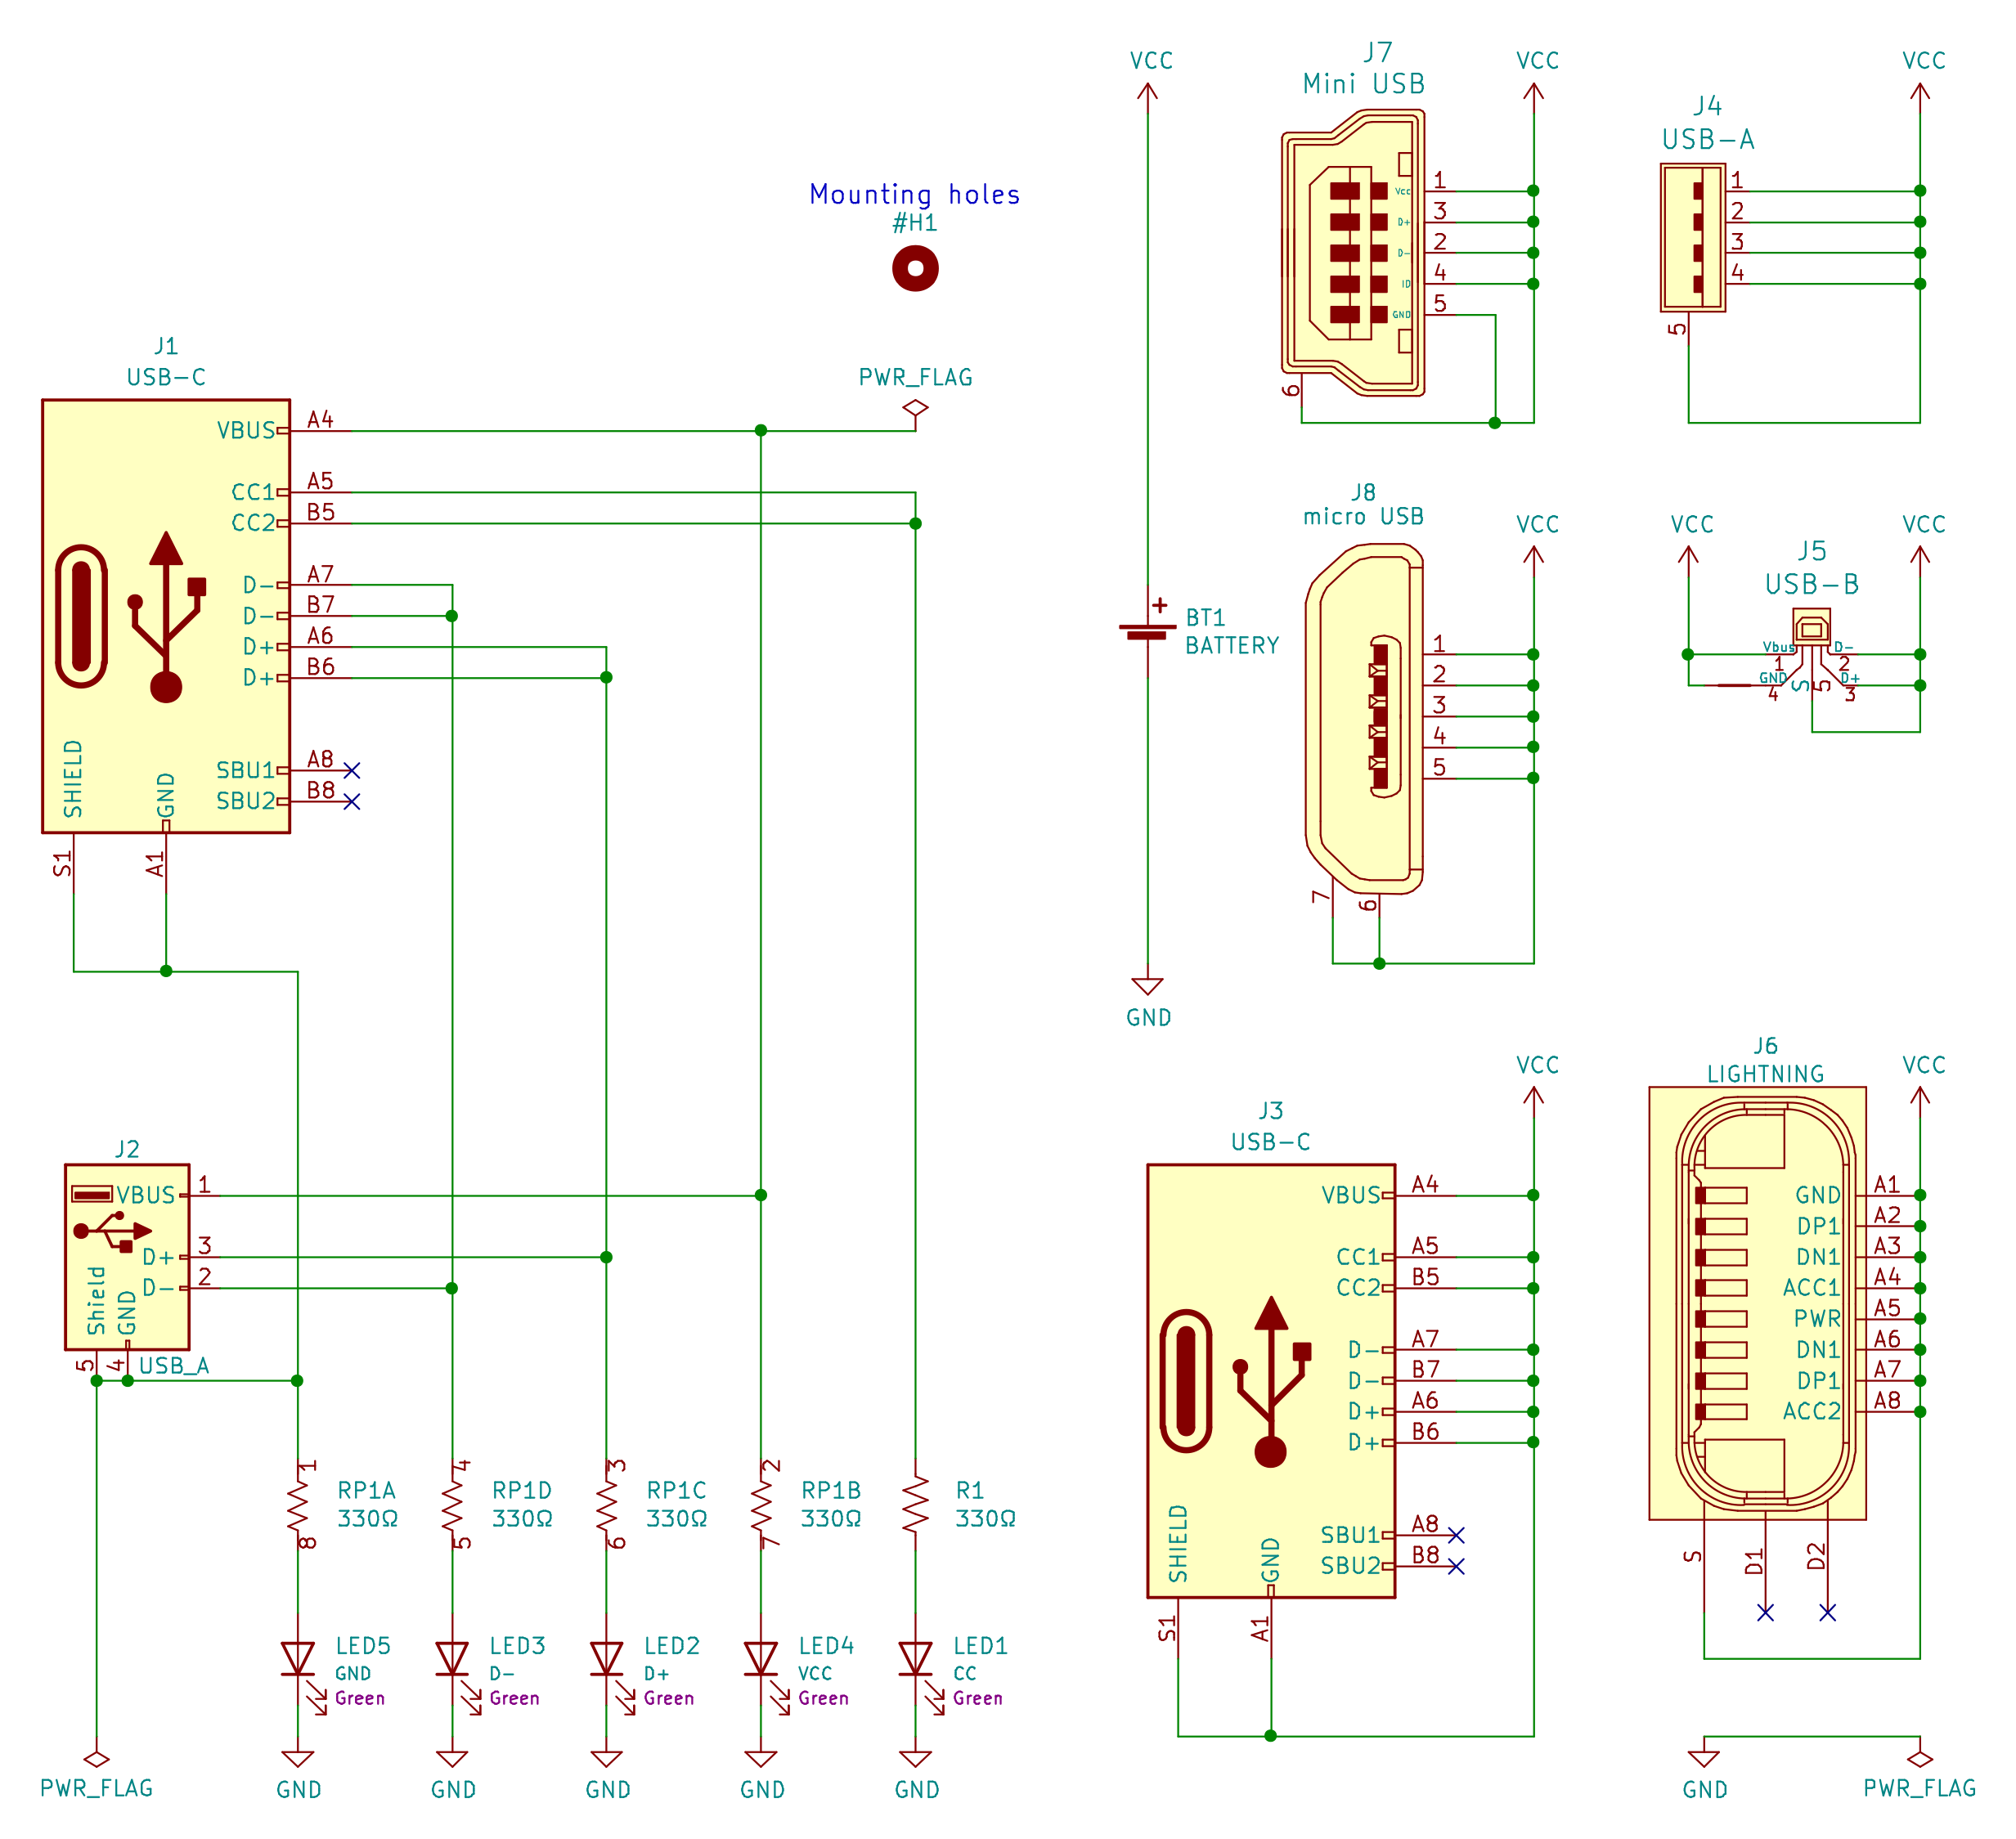 Mounting holes
#H1
PWR_FLAG
J1
USB-C
VBUS A4
CC1 A5
CC2 B5
D- A7
D- B7
D+ A6
D+ B6
SBU1 A8
SBU2 B8
SHIELD
GND
S1
A1
J2
VBUS 1
D+ 3
D- 2
Shield
GND
5
4
USB_A
PWR_FLAG
1
RP1A
330Ω
8
4
RP1D
330Ω
5
3
RP1C
330Ω
6
2
RP1B
330Ω
7
R1
330Ω
LED5
GND
Green
GND
LED3
D-
Green
GND
LED2
D+
Green
GND
LED4
VCC
Green
GND
LED1
CC
Green
GND
VCC
+
BT1
BATTERY
GND
J7
Mini USB
VCC
Vcc 1
D+ 3
D- 2
ID 4
GND 5
6
J4
USB-A
VCC
1
2
3
4
5
J8
micro USB
VCC
1
2
3
4
5
7
6
VCC
J5
USB-B
VCC
Vbus
D-
1
2
GND
D+
4
S
5
3
J3
USB-C
VCC
VBUS A4
CC1 A5
CC2 B5
D- A7
D- B7
D+ A6
D+ B6
SBU1 A8
SBU2 B8
SHIELD
GND
S1
A1
J6
LIGHTNING
VCC
GND A1
DP1 A2
DN1 A3
ACC1 A4
PWR A5
DN1 A6
DP1 A7
ACC2 A8
S
D1
D2
GND
PWR_FLAG